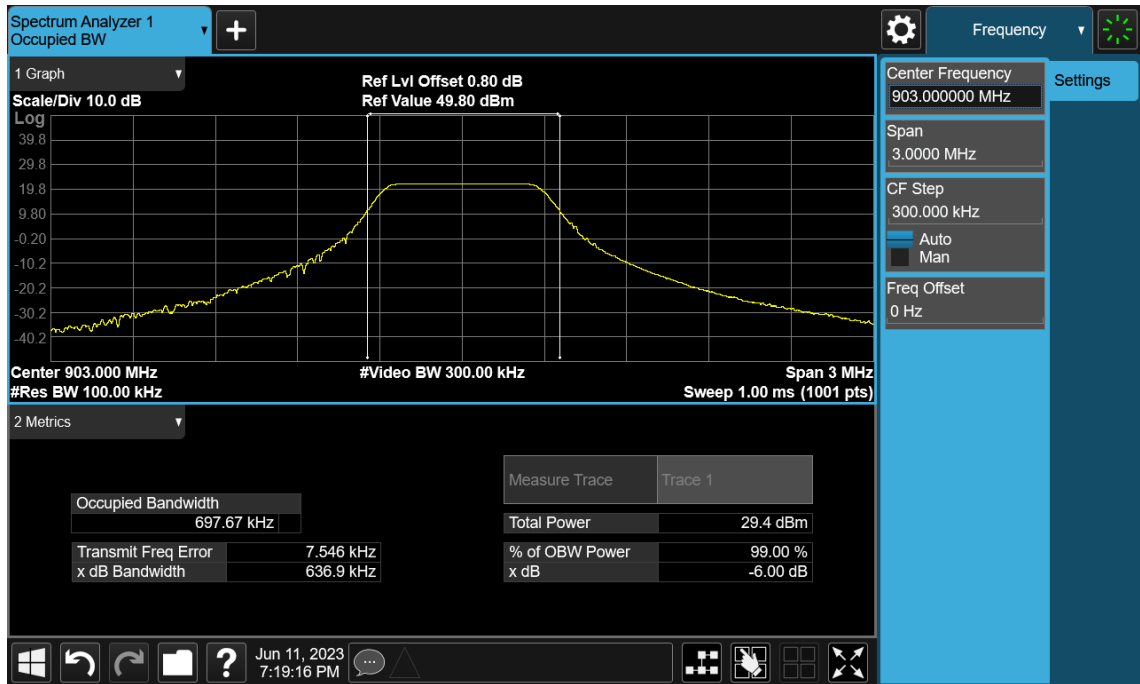 Spectrum Analyzer 1
Occupied BW
+
Frequency
1 Graph
Scale/Div 10.0 dB
Ref Lvl Offset 0.80 dB
Ref Value 49.80 dBm
Log
39.8
29.8
19.8
9.80
-0.20
-10.2
-20.2
-30.2
-40.2
Center 903.000 MHz
#Video BW 300.00 kHz
Span 3 MHz
#Res BW 100.00 kHz
Sweep 1.00 ms (1001 pts)
2 Metrics
Measure Trace Trace 1
Occupied Bandwidth
697.67 kHz
Total Power 29.4 dBm
Transmit Freq Error 7.546 kHz
% of OBW Power 99.00 %
x dB Bandwidth 636.9 kHz
x dB -6.00 dB
Center Frequency
903.000000 MHz
Settings
Span
3.0000 MHz
CF Step
300.000 kHz
Auto
Man
Freq Offset
0 Hz
?
Jun 11, 2023
7:19:16 PM